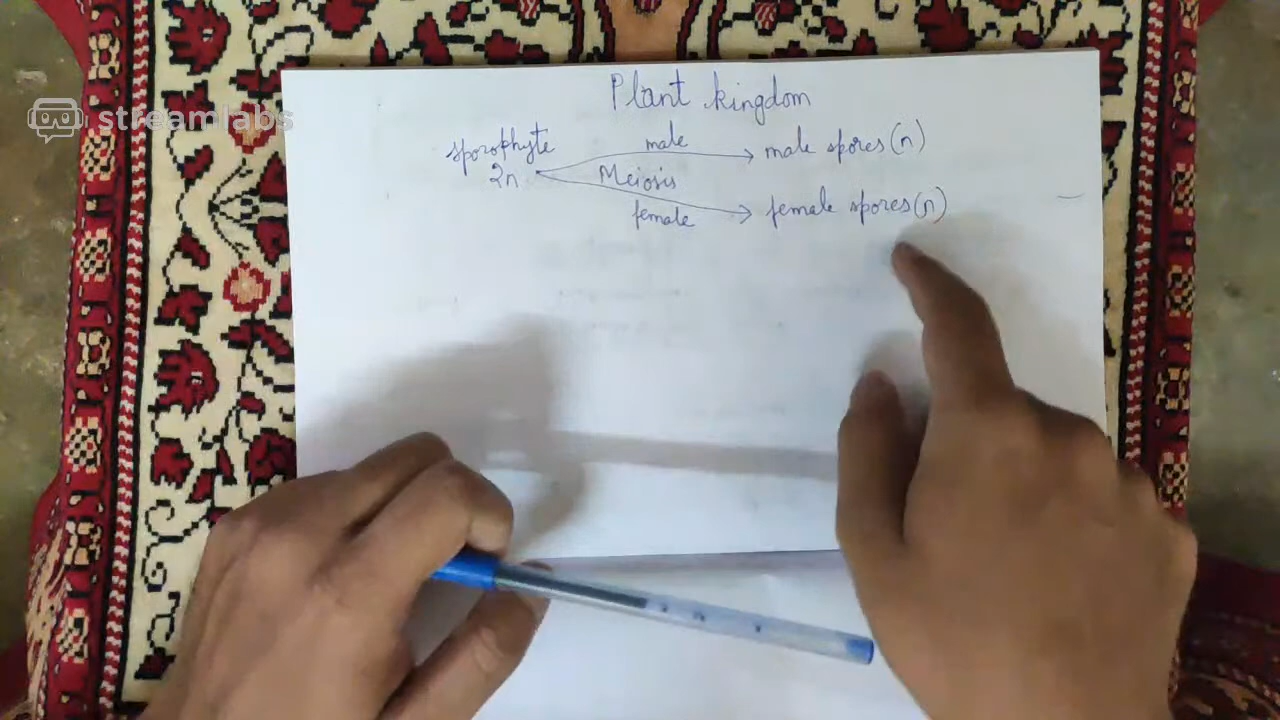 streamlabs
Plant kingdom
sporophyte male male spores(n)
2n Meiosis
female female spores(n)